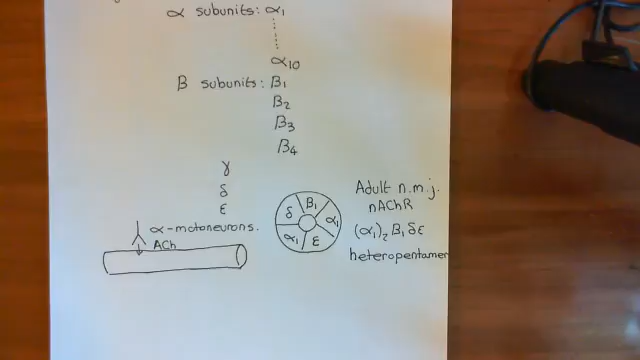 α subunits: α1
α10
B subunits: B1
B2
B3
B4
γ
δ
ε
α-motoneurons.
ACh
B1
δ
α1
α1
ε
Adult n.m.j.
nAChR
(α1)2 B1 δε
heteropentamer